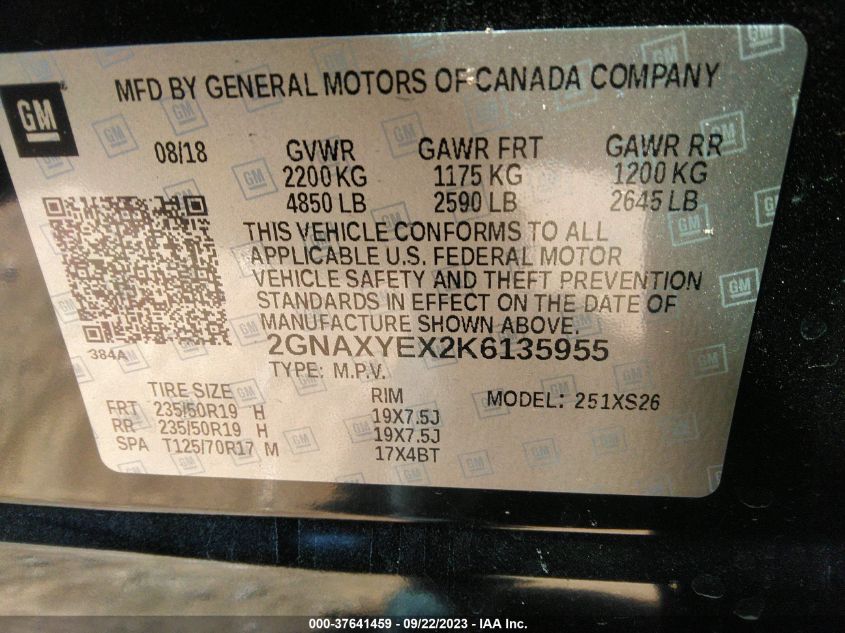 MFD BY GENERAL MOTORS OF CANADA COMPANY
GM
08/18 GVWR GAWR FRT GAWR RR
2200 KG 1175 KG 1200 KG
4850 LB 2590 LB 2645 LB
THIS VEHICLE CONFORMS TO ALL
APPLICABLE U.S. FEDERAL MOTOR
VEHICLE SAFETY AND THEFT PREVENTION
STANDARDS IN EFFECT ON THE DATE OF
MANUFACTURE SHOWN ABOVE.
384A 2GNAXYEX2K6135955
TYPE: M.P.V.
TIRE SIZE RIM MODEL: 251XS26
FRT 235/50R19 H 19X7.5J
RR 235/50R19 H 19X7.5J
SPA T125/70R17 M 17X4BT
000-37641459 - 09/22/2023 - IAA Inc.